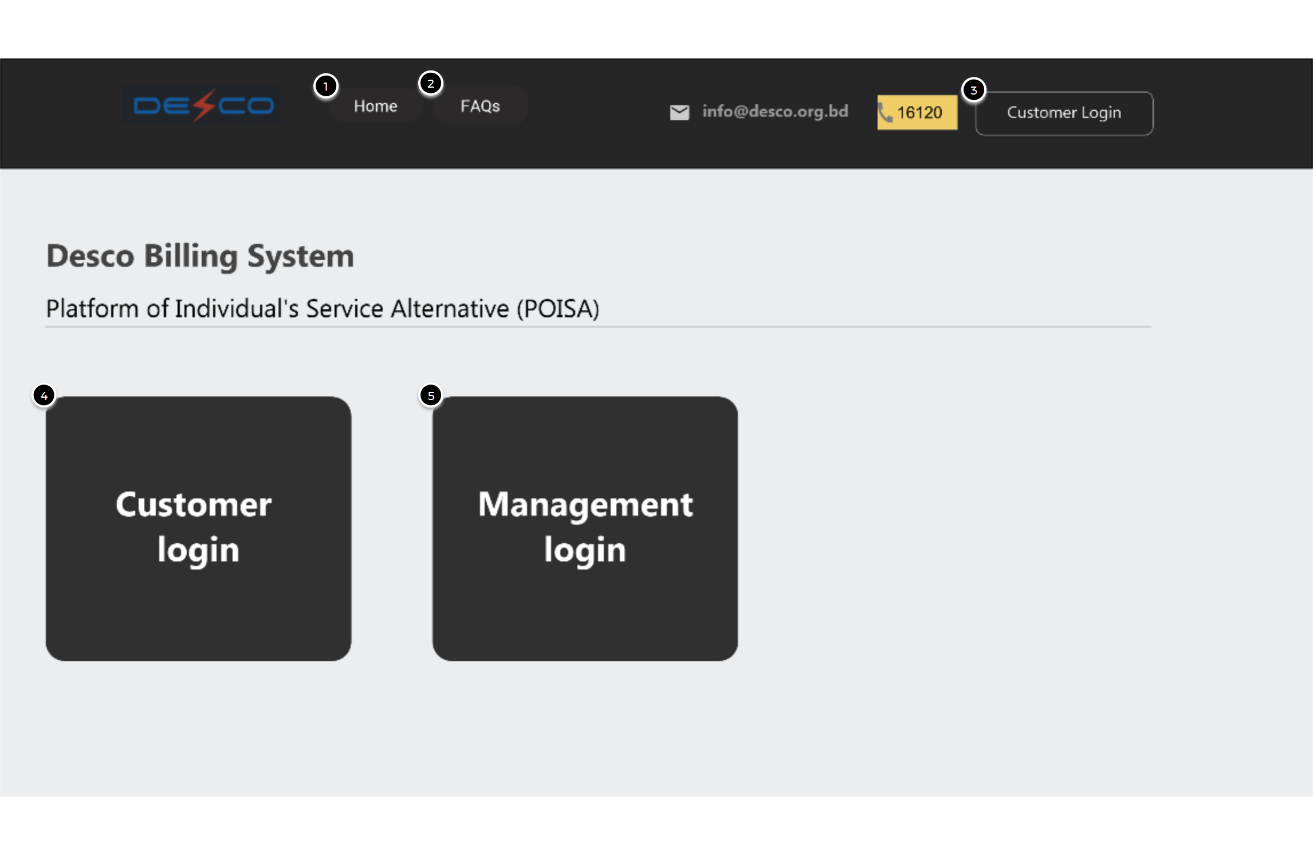 DESCO
1
Home
2
FAQs
info@desco.org.bd
16120
3
Customer Login
Desco Billing System
Platform of Individual's Service Alternative (POISA)
4
Customer
login
5
Management
login